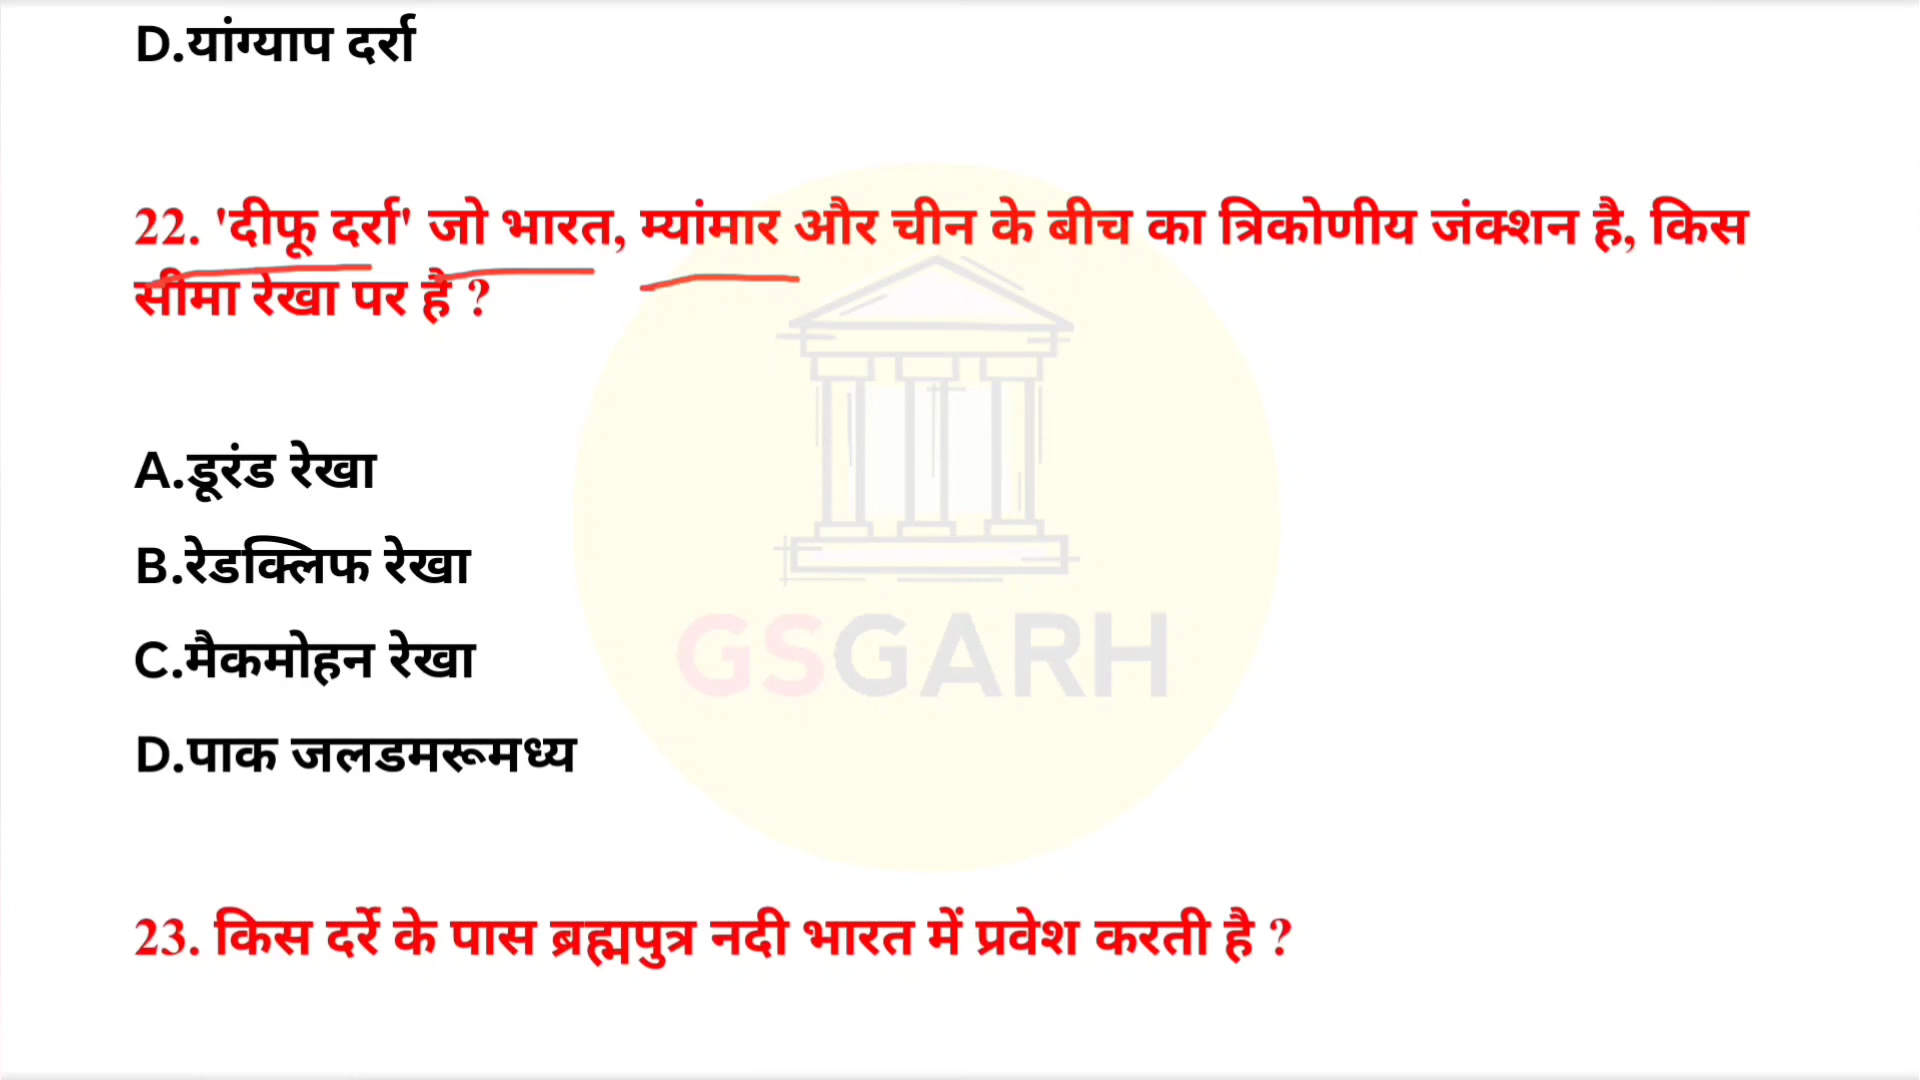 D.यांग्याप दर्रा
22. 'दीफू दर्रा' जो भारत, म्यांमार और चीन के बीच का त्रिकोणीय जंक्शन है, किस
सीमा रेखा पर है ?
A.डूरंड रेखा
B.रेडक्लिफ रेखा
C.मैकमोहन रेखा
D.पाक जलडमरूमध्य
GSGARH
23. किस दर्रे के पास ब्रह्मपुत्र नदी भारत में प्रवेश करती है ?